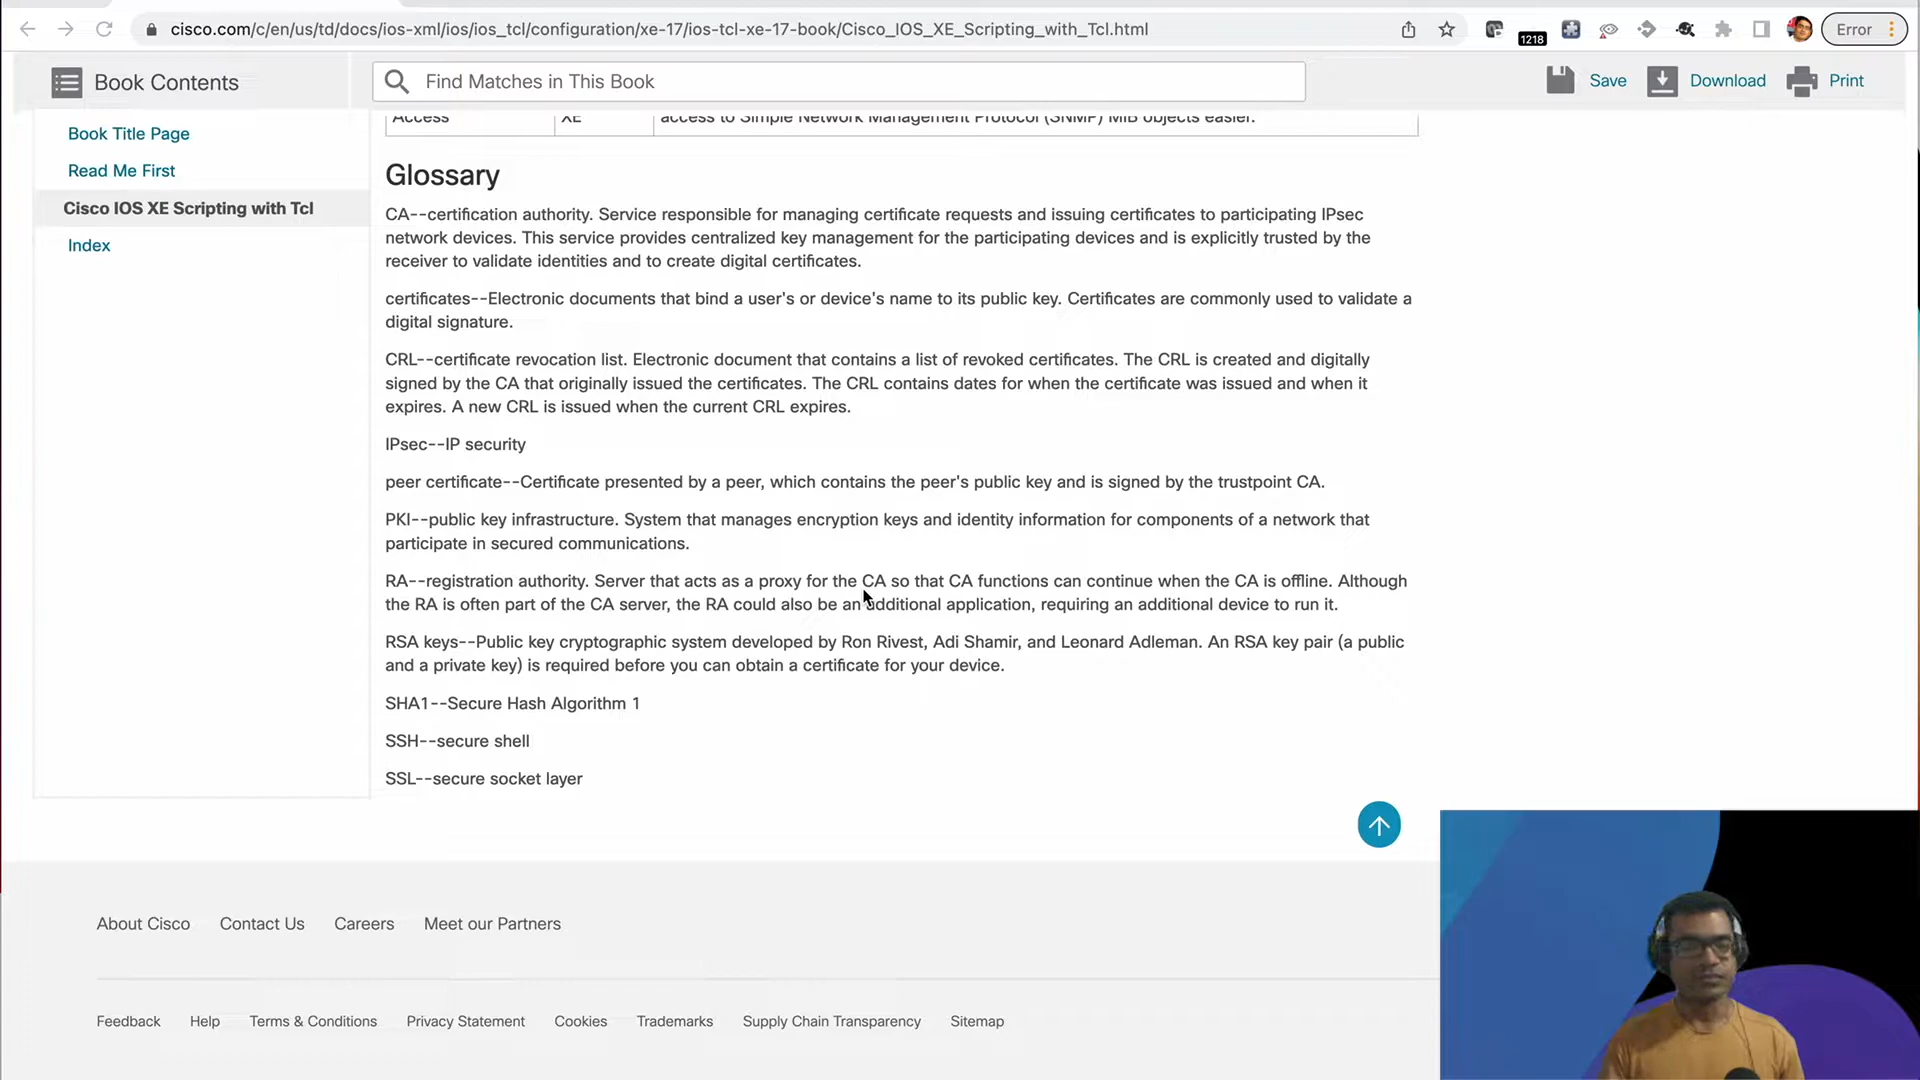 cisco.com/c/en/us/td/docs/ios-xml/ios/ios_tcl/configuration/xe-17/ios-tcl-xe-17-book/Cisco_IOS_XE_Scripting_with_Tcl.html
1218
Error
Book Contents
Find Matches in This Book
Save
Download
Print
Book Title Page
Read Me First
Cisco IOS XE Scripting with Tcl
Index
Access XE access to Simple Network Management Protocol (SNMP) MIB objects easier.
Glossary
CA--certification authority. Service responsible for managing certificate requests and issuing certificates to participating IPsec
network devices. This service provides centralized key management for the participating devices and is explicitly trusted by the
receiver to validate identities and to create digital certificates.
certificates--Electronic documents that bind a user's or device's name to its public key. Certificates are commonly used to validate a
digital signature.
CRL--certificate revocation list. Electronic document that contains a list of revoked certificates. The CRL is created and digitally
signed by the CA that originally issued the certificates. The CRL contains dates for when the certificate was issued and when it
expires. A new CRL is issued when the current CRL expires.
IPsec--IP security
peer certificate--Certificate presented by a peer, which contains the peer's public key and is signed by the trustpoint CA.
PKI--public key infrastructure. System that manages encryption keys and identity information for components of a network that
participate in secured communications.
RA--registration authority. Server that acts as a proxy for the CA so that CA functions can continue when the CA is offline. Although
the RA is often part of the CA server, the RA could also be an additional application, requiring an additional device to run it.
RSA keys--Public key cryptographic system developed by Ron Rivest, Adi Shamir, and Leonard Adleman. An RSA key pair (a public
and a private key) is required before you can obtain a certificate for your device.
SHA1--Secure Hash Algorithm 1
SSH--secure shell
SSL--secure socket layer
About Cisco Contact Us Careers Meet our Partners
Feedback Help Terms & Conditions Privacy Statement Cookies Trademarks Supply Chain Transparency Sitemap